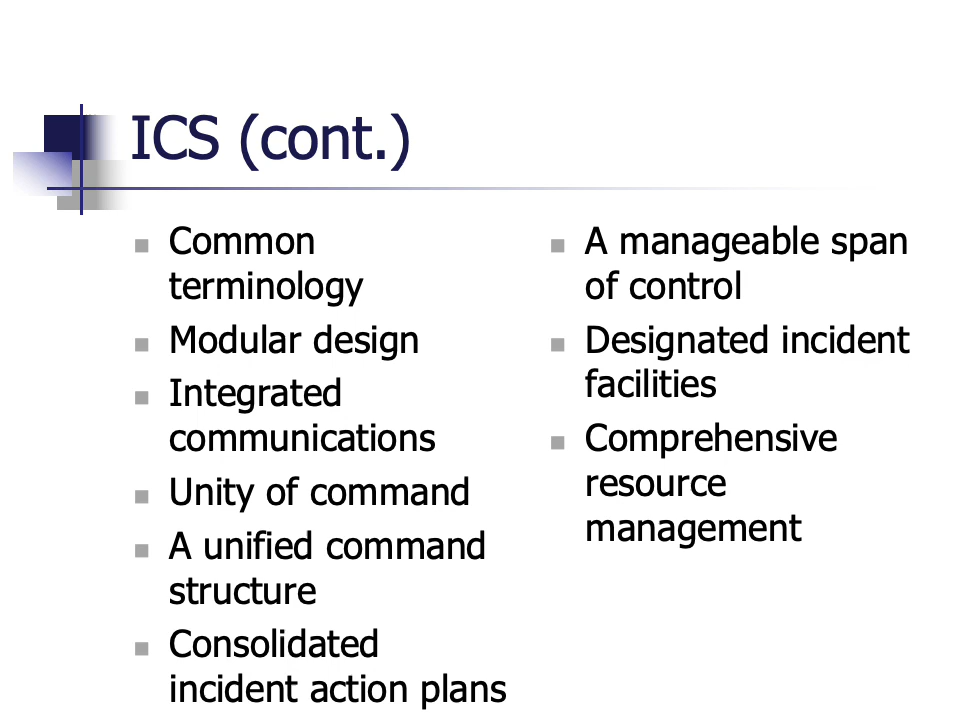 ICS (cont.)
Common
terminology
Modular design
Integrated
communications
Unity of command
A unified command
structure
Consolidated
incident action plans
A manageable span
of control
Designated incident
facilities
Comprehensive
resource
management